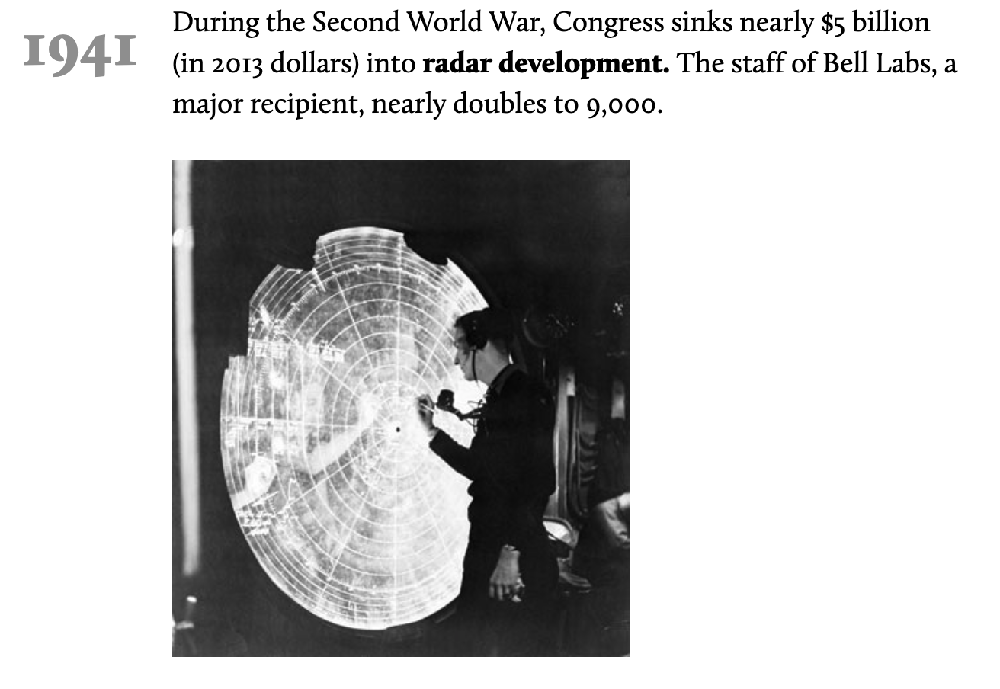 1941
During the Second World War, Congress sinks nearly $5 billion
(in 2013 dollars) into radar development. The staff of Bell Labs, a
major recipient, nearly doubles to 9,000.